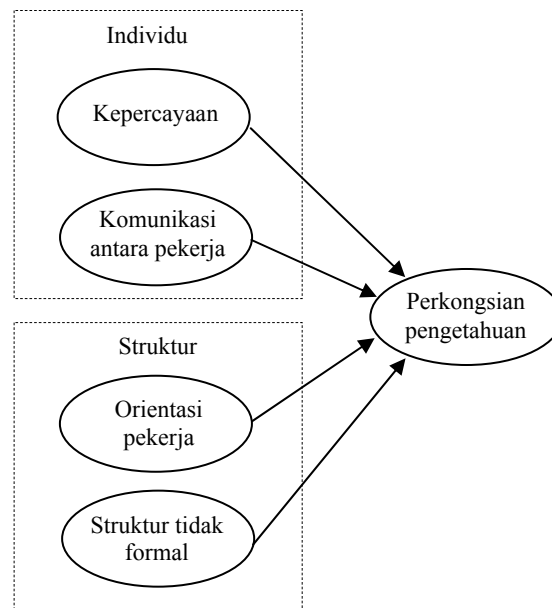 Individu
Kepercayaan
Komunikasi
antara pekerja
Perkongsian
pengetahuan
Struktur
Orientasi
pekerja
Struktur tidak
formal